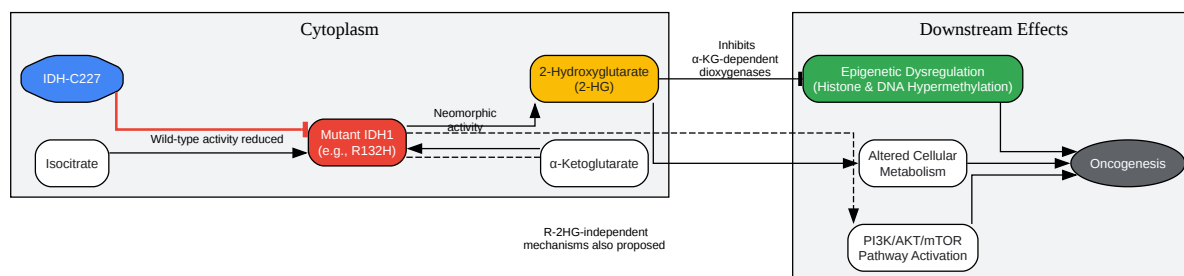 Cytoplasm
Downstream Effects
IDH-C227
Isocitrate
Wild-type activity reduced
Mutant IDH1
(e.g., R132H)
Neomorphic
activity
2-Hydroxyglutarate
(2-HG)
α-Ketoglutarate
Inhibits
α-KG-dependent
dioxygenases
R-2HG-independent
mechanisms also proposed
Epigenetic Dysregulation
(Histone & DNA Hypermethylation)
Altered Cellular
Metabolism
PI3K/AKT/mTOR
Pathway Activation
Oncogenesis